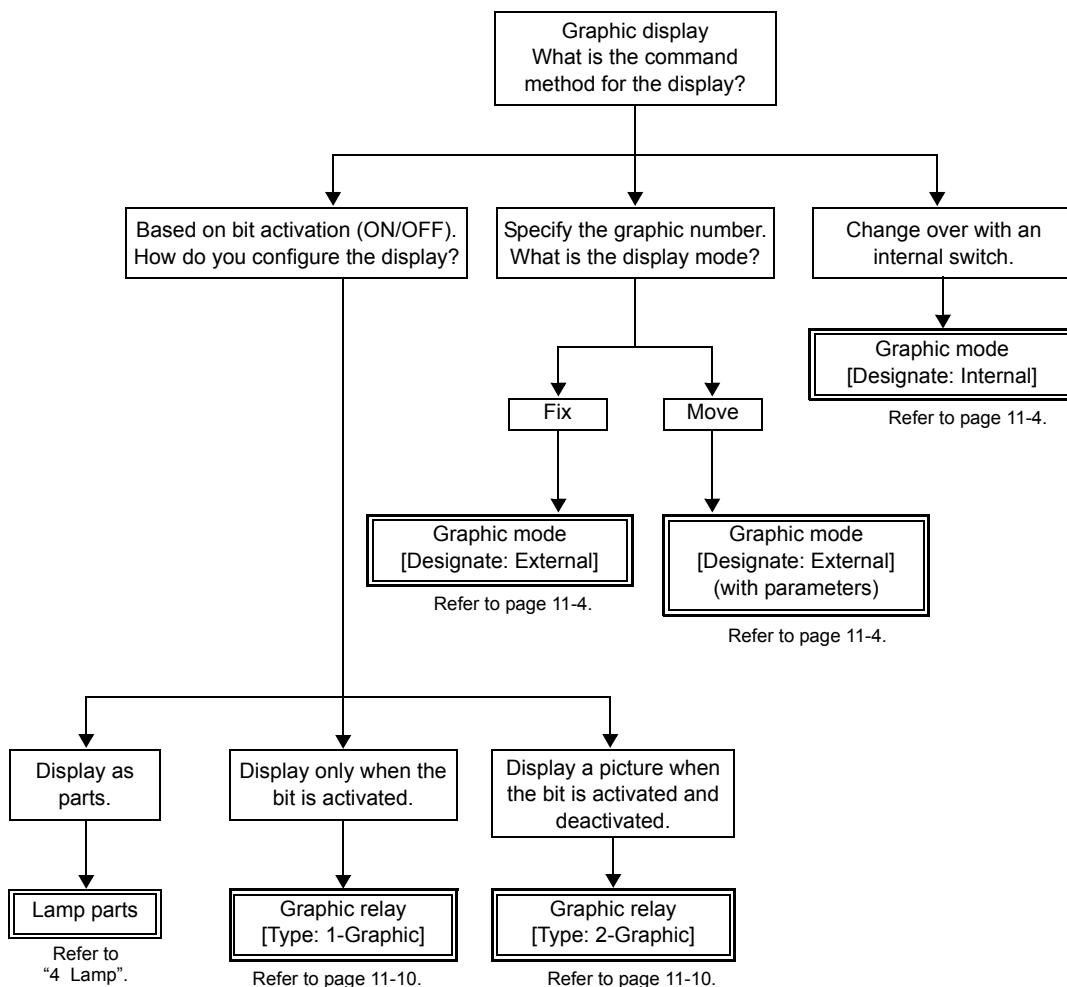 Graphic display
What is the command
method for the display?
Based on bit activation (ON/OFF).
How do you configure the display?
Specify the graphic number.
What is the display mode?
Change over with an
internal switch.
Graphic mode
[Designate: Internal]
Refer to page 11-4.
Fix
Move
Graphic mode
[Designate: External]
Refer to page 11-4.
Graphic mode
[Designate: External]
(with parameters)
Refer to page 11-4.
Display as
parts.
Display only when the
bit is activated.
Display a picture when
the bit is activated and
deactivated.
Lamp parts
Refer to
“4 Lamp”.
Graphic relay
[Type: 1-Graphic]
Refer to page 11-10.
Graphic relay
[Type: 2-Graphic]
Refer to page 11-10.